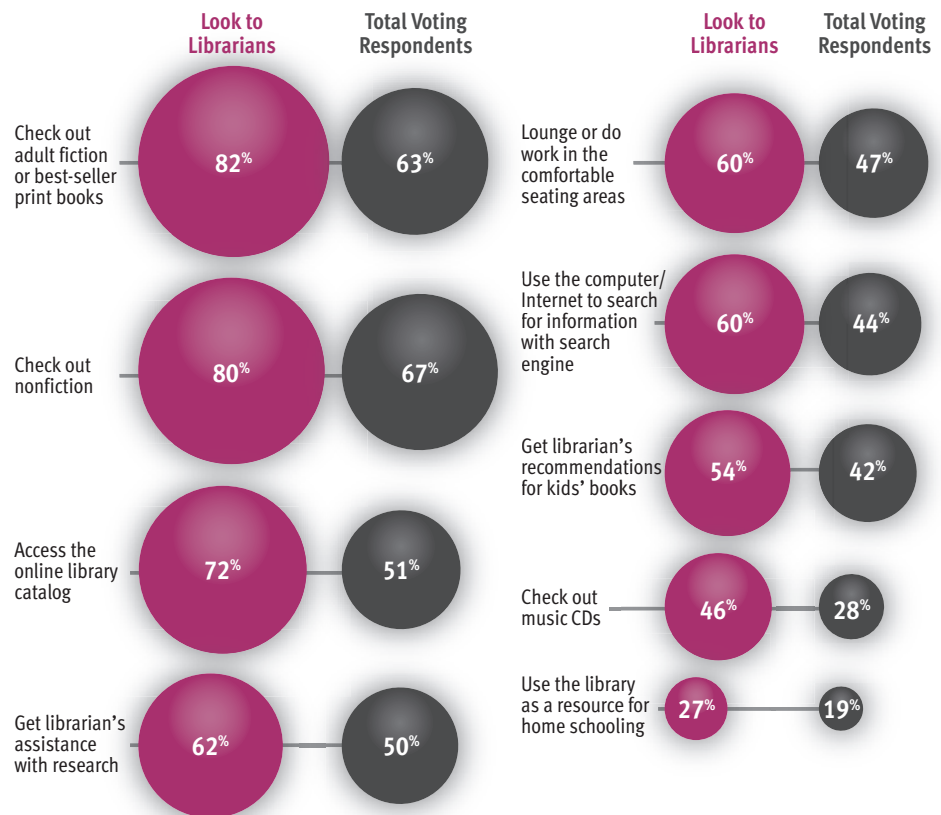 Look to
Librarians
Total Voting
Respondents
Check out
adult fiction
or best-seller
print books
82%
63%
Check out
nonfiction
80%
67%
Access the
online library
catalog
72%
51%
Get librarian's
assistance
with research
62%
50%
Look to
Librarians
Total Voting
Respondents
Lounge or do
work in the
comfortable
seating areas
60%
47%
Use the computer/
Internet to search
for information
with search
engine
60%
44%
Get librarian's
recommendations
for kids' books
54%
42%
Check out
music CDs
46%
28%
Use the library
as a resource for
home schooling
27%
19%